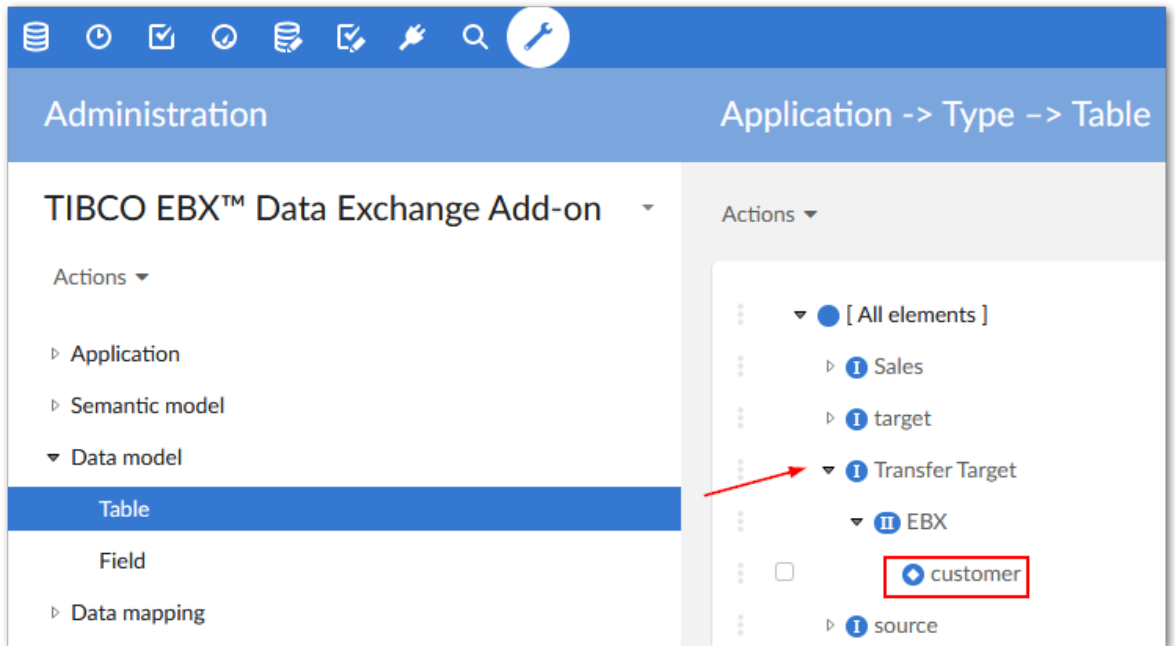 Administration
Application -> Type –> Table
TIBCO EBX™ Data Exchange Add-on
Actions
Application
Semantic model
Data model
Table
Field
Data mapping
Actions
[ All elements ]
I Sales
I target
I Transfer Target
II EBX
customer
I source